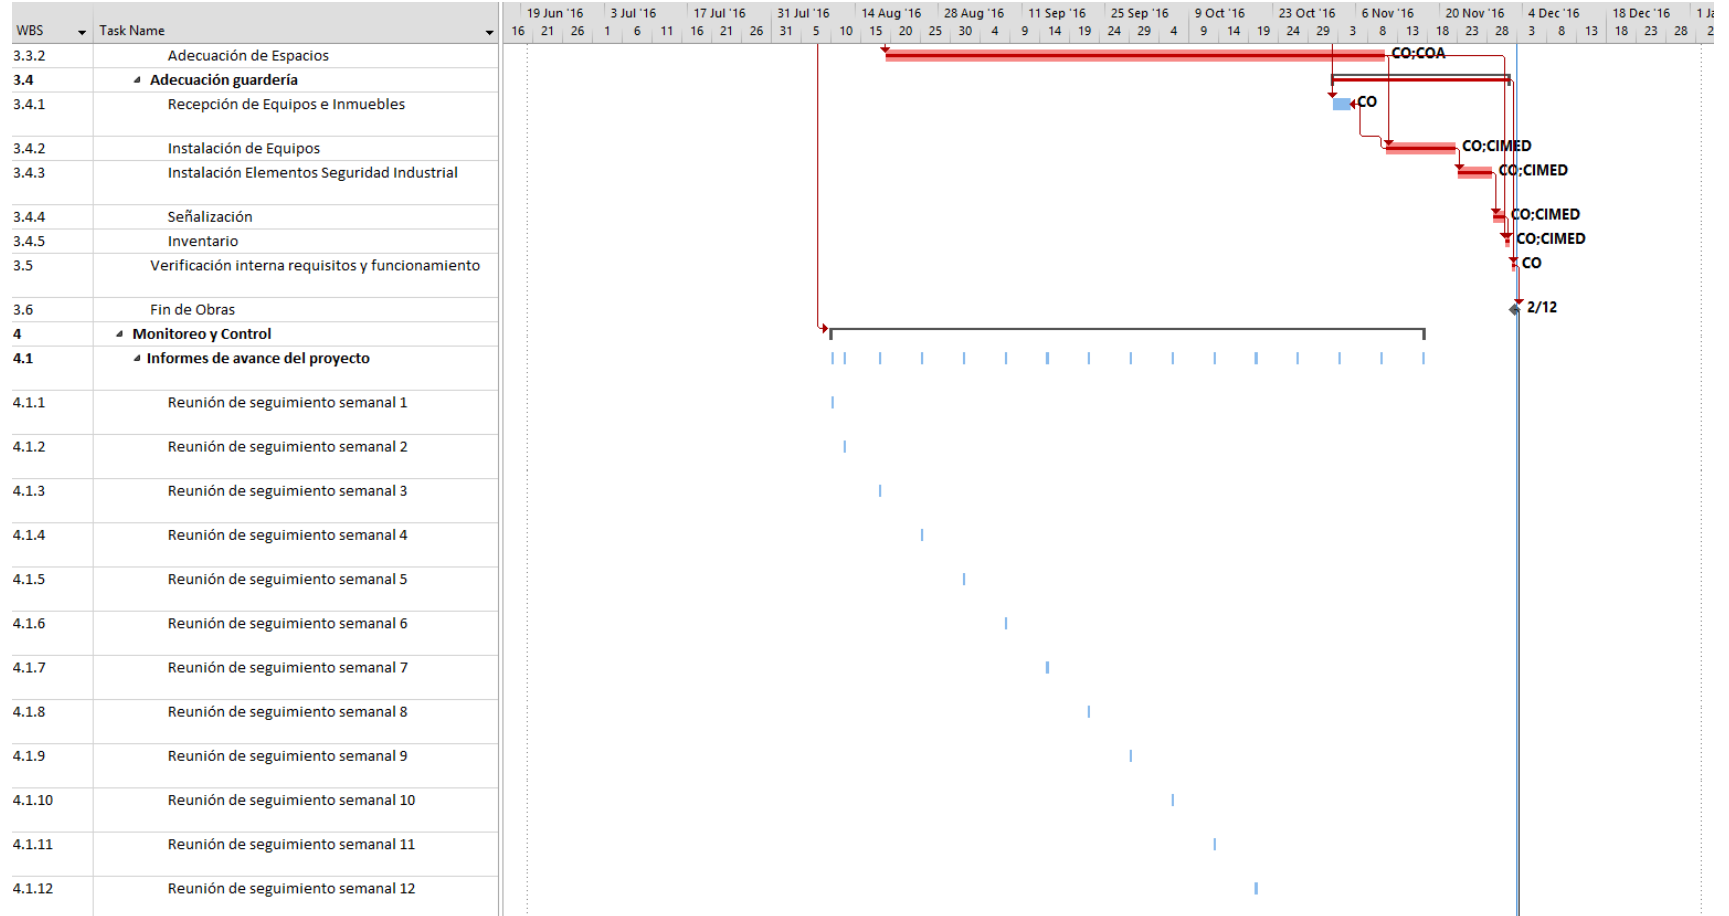 19 Jun '16 3 Jul '16 17 Jul '16 31 Jul '16 14 Aug '16 28 Aug '16 11 Sep '16 25 Sep '16 9 Oct '16 23 Oct '16 6 Nov '16 20 Nov '16 4 Dec '16 18 Dec '16
WBS Task Name 16 21 26 1 6 11 16 21 26 31 5 10 15 20 25 30 4 9 14 19 24 29 4 9 14 19 24 29 3 8 13 18 23 28 3 8 13 18 23 28
3.3.2 Adecuación de Espacios CO;COA
3.4 Adecuación guardería
3.4.1 Recepción de Equipos e Inmuebles CO
3.4.2 Instalación de Equipos CO;CIMED
3.4.3 Instalación Elementos Seguridad Industrial CO;CIMED
3.4.4 Señalización CO;CIMED
3.4.5 Inventario CO;CIMED
3.5 Verificación interna requisitos y funcionamiento CO
3.6 Fin de Obras 2/12
4 Monitoreo y Control
4.1 Informes de avance del proyecto
4.1.1 Reunión de seguimiento semanal 1
4.1.2 Reunión de seguimiento semanal 2
4.1.3 Reunión de seguimiento semanal 3
4.1.4 Reunión de seguimiento semanal 4
4.1.5 Reunión de seguimiento semanal 5
4.1.6 Reunión de seguimiento semanal 6
4.1.7 Reunión de seguimiento semanal 7
4.1.8 Reunión de seguimiento semanal 8
4.1.9 Reunión de seguimiento semanal 9
4.1.10 Reunión de seguimiento semanal 10
4.1.11 Reunión de seguimiento semanal 11
4.1.12 Reunión de seguimiento semanal 12